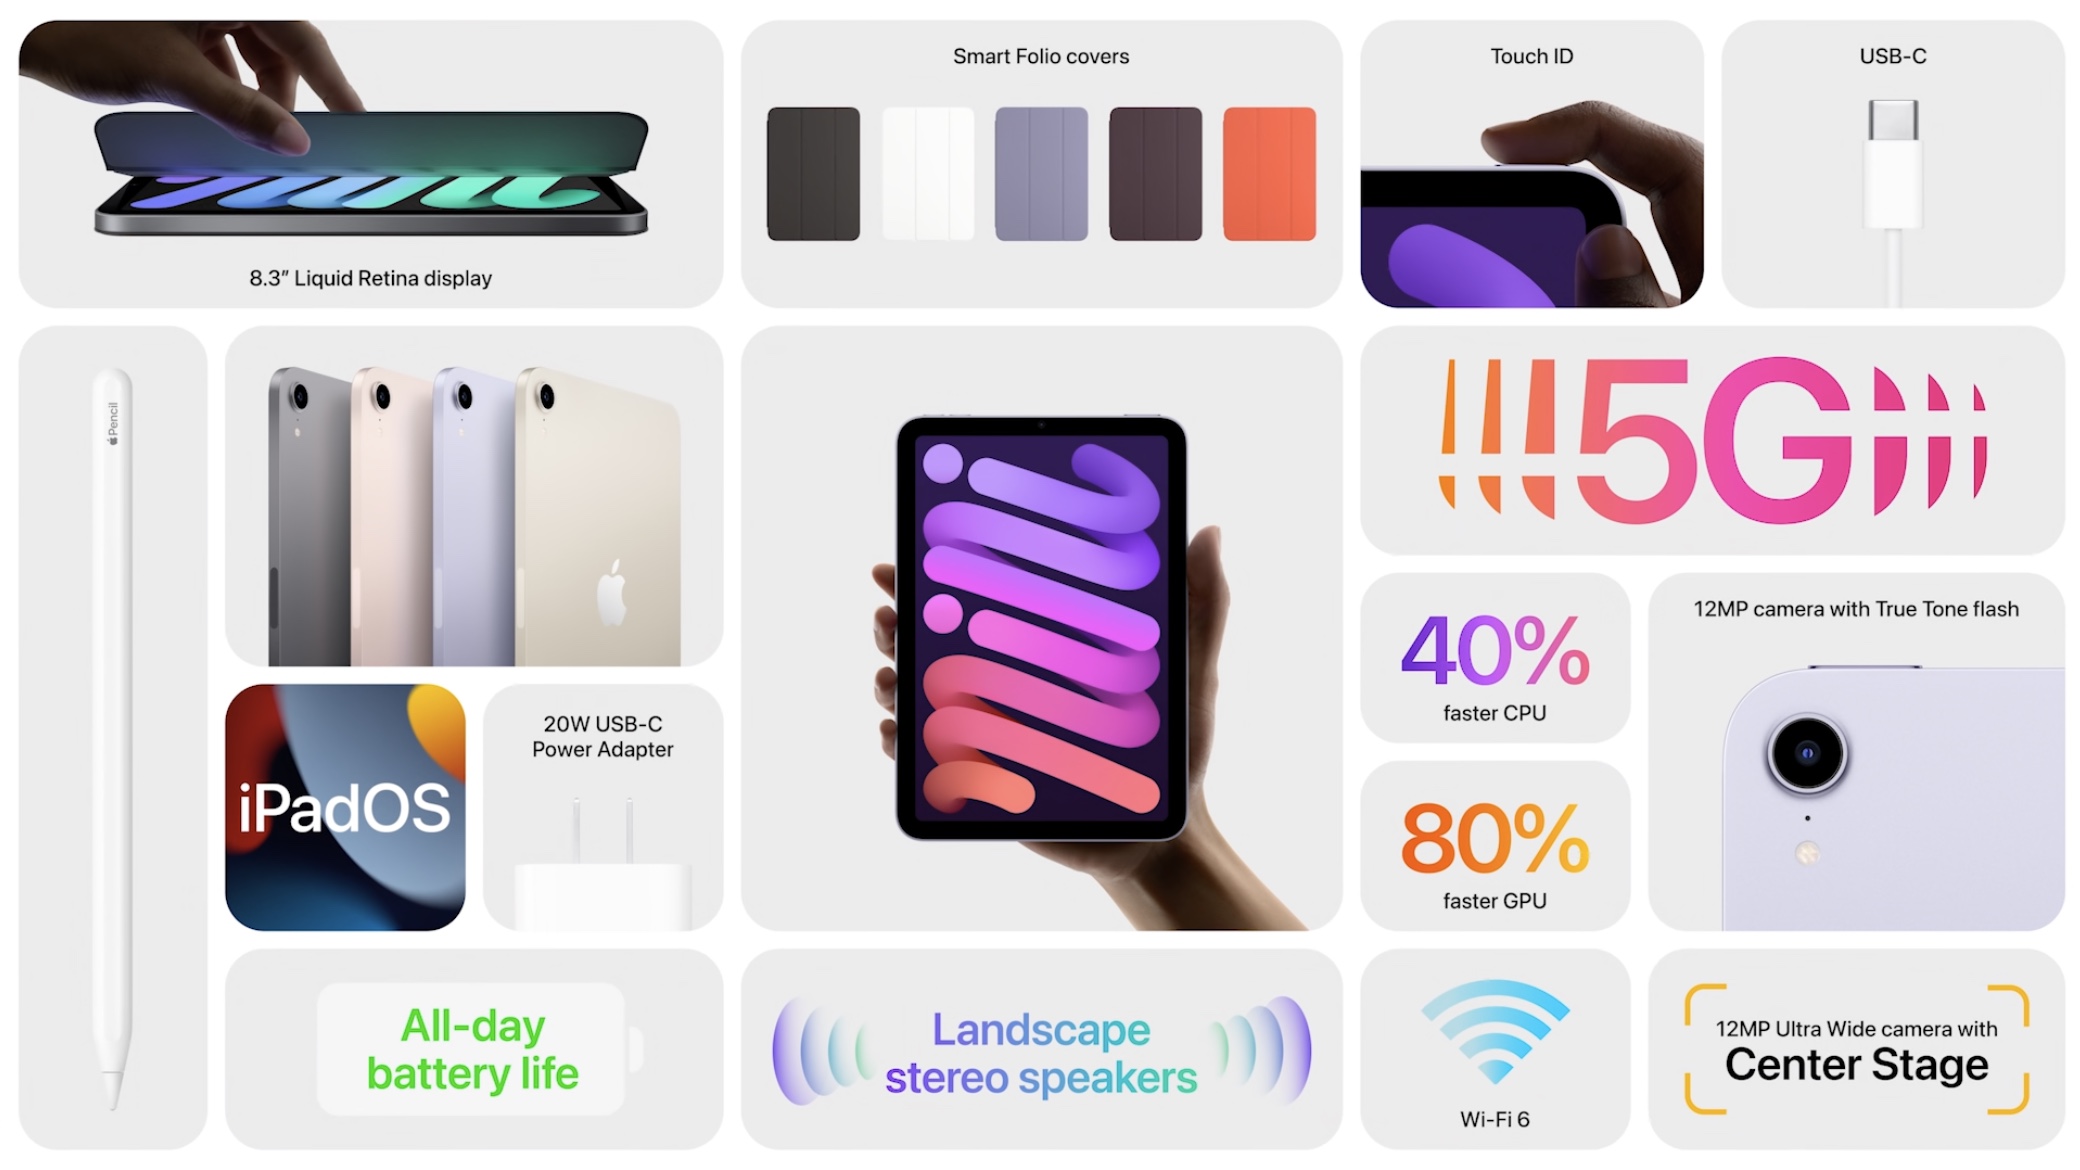 8.3” Liquid Retina display
Smart Folio covers
Touch ID
USB-C
Pencil
5G
40%
faster CPU
12MP camera with True Tone flash
iPadOS
20W USB-C
Power Adapter
80%
faster GPU
All-day
battery life
Landscape
stereo speakers
Wi-Fi 6
12MP Ultra Wide camera with
Center Stage